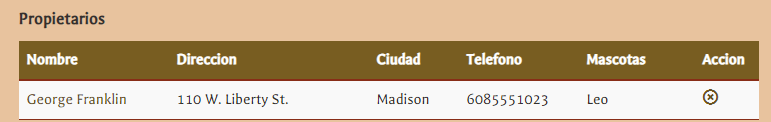 Propietarios
Nombre Direccion Ciudad Telefono Mascotas Accion
George Franklin 110 W. Liberty St. Madison 6085551023 Leo